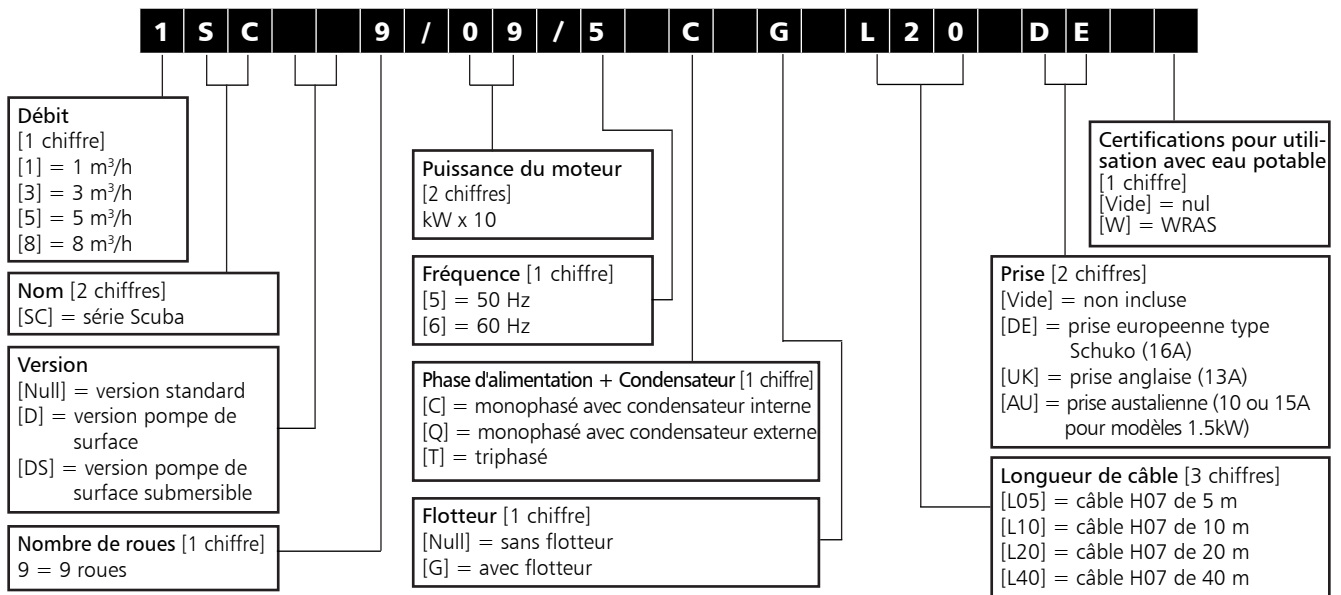 1 S C 9 / 0 9 / 5 C G L 2 0 D E
Débit
[1 chiffre]
[1] = 1 m³/h
[3] = 3 m³/h
[5] = 5 m³/h
[8] = 8 m³/h
Nom [2 chiffres]
[SC] = série Scuba
Version
[Null] = version standard
[D] = version pompe de
surface
[DS] = version pompe de
surface submersible
Nombre de roues [1 chiffre]
9 = 9 roues
Puissance du moteur
[2 chiffres]
kW x 10
Fréquence [1 chiffre]
[5] = 50 Hz
[6] = 60 Hz
Phase d'alimentation + Condensateur [1 chiffre]
[C] = monophasé avec condensateur interne
[Q] = monophasé avec condensateur externe
[T] = triphasé
Flotteur [1 chiffre]
[Null] = sans flotteur
[G] = avec flotteur
Certifications pour utili-
sation avec eau potable
[1 chiffre]
[Vide] = nul
[W] = WRAS
Prise [2 chiffres]
[Vide] = non incluse
[DE] = prise europeenne type
Schuko (16A)
[UK] = prise anglaise (13A)
[AU] = prise austalienne (10 ou 15A
pour modèles 1.5kW)
Longueur de câble [3 chiffres]
[L05] = câble H07 de 5 m
[L10] = câble H07 de 10 m
[L20] = câble H07 de 20 m
[L40] = câble H07 de 40 m